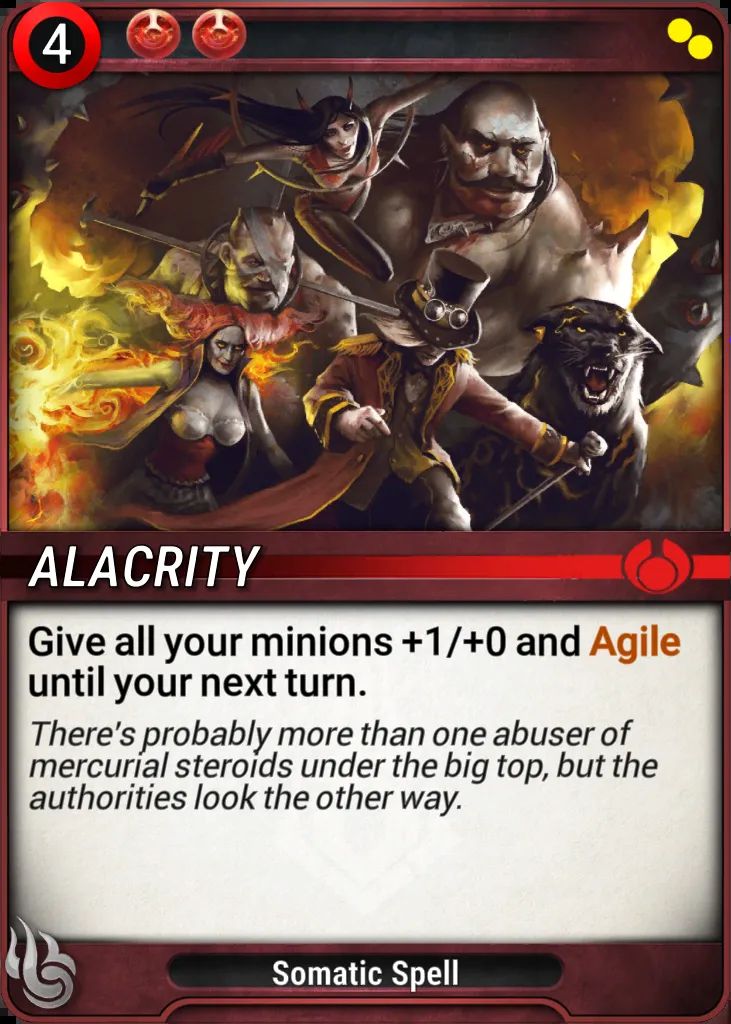 4
ALACRITY
Give all your minions +1/+0 and Agile
until your next turn.
There's probably more than one abuser of
mercurial steroids under the big top, but the
authorities look the other way.
Somatic Spell